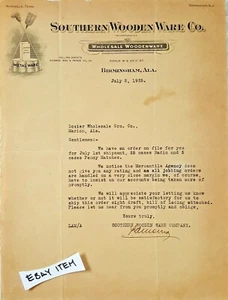 SOUTHERN WOODEN WARE CO.
WHOLESALE WOODENWARE
BIRMINGHAM, ALA.
July 2, 1925.
Dozier Wholesale Gro. Co.,
Marion, Ala.
Gentlemen:-
We have an order on file for you
for July 1st shipment, 25 cases Radio and 5
cases Fancy Matches.
We notice the Mercantile Agency does
not give you any rating and as all jobbing orders
are handled on a very close margin we, of course,
have to insist on our accounts being taken care of
promptly.
We will appreciate your letting us know
whether or not it will be satisfactory for us to
ship this order sight draft, bill of lading attached.
Please let us hear from you promptly and oblige,
Yours truly,
SOUTHERN WOODEN WARE COMPANY.
EBAY ITEM